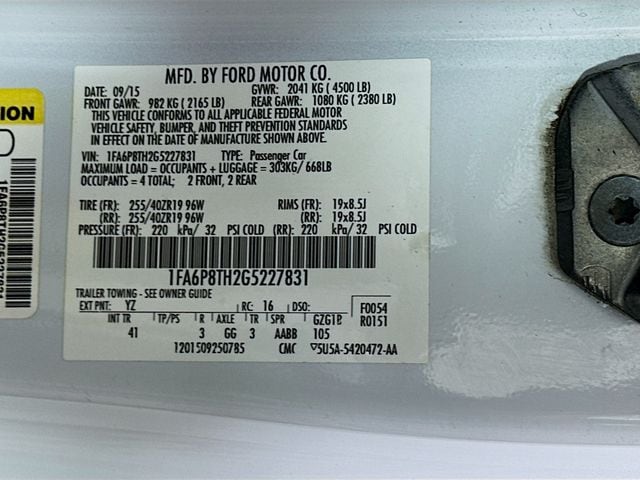 MFD. BY FORD MOTOR CO.
DATE: 09/15 GVWR: 2041 KG ( 4500 LB)
FRONT GAWR: 982 KG ( 2165 LB) REAR GAWR: 1080 KG ( 2380 LB)
THIS VEHICLE CONFORMS TO ALL APPLICABLE FEDERAL MOTOR
VEHICLE SAFETY, BUMPER, AND THEFT PREVENTION STANDARDS
IN EFFECT ON THE DATE OF MANUFACTURE SHOWN ABOVE.
VIN: 1FA6P8TH2G5227831 TYPE: Passenger Car
MAXIMUM LOAD = OCCUPANTS + LUGGAGE = 303KG/ 668LB
OCCUPANTS = 4 TOTAL; 2 FRONT, 2 REAR
TIRE (FR): 255/40ZR19 96W RIMS (FR): 19x8.5J
(RR): 255/40ZR19 96W (RR): 19x8.5J
PRESSURE (FR): 220 kPa/ 32 PSI COLD (RR): 220 kPa/ 32 PSI COLD
1FA6P8TH2G5227831
TRAILER TOWING - SEE OWNER GUIDE
EXT PNT: YZ RC: 16 DSO: F0054
INT TR TP/PS R AXLE TR SPR GZG1B R0151
41 3 GG 3 AABB 105
1201509250785 CMC ▽5U5A-5420472-AA
1FA6P8TH2G5227831